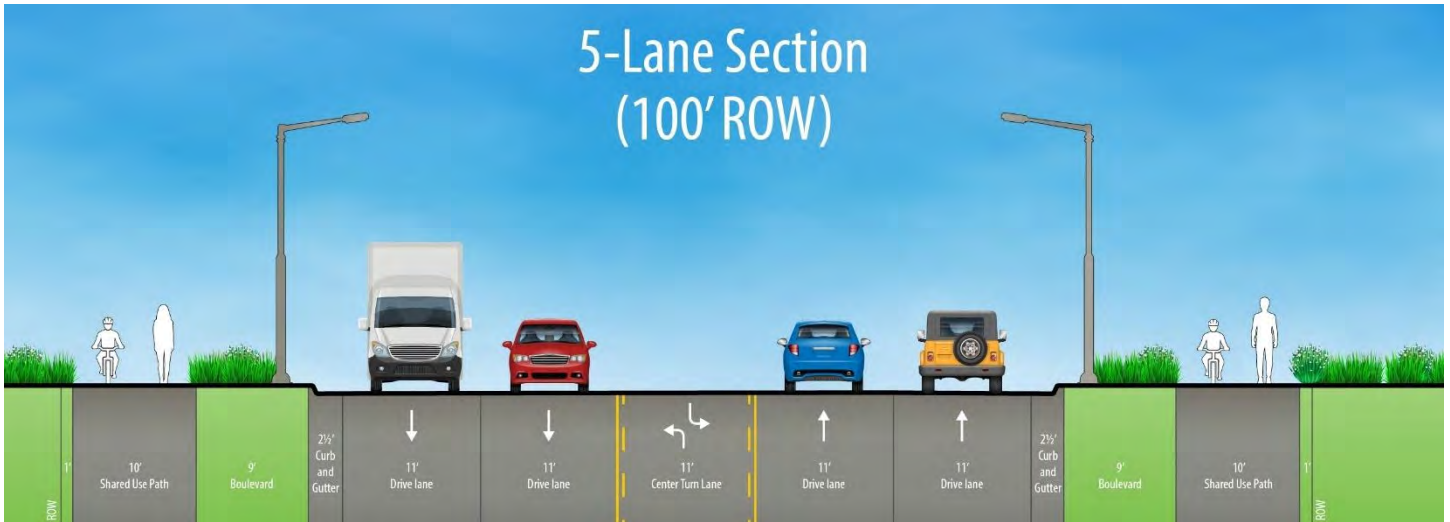 5-Lane Section
(100' ROW)
ROW
1'
10'
Shared Use Path
9'
Boulevard
2½'
Curb
and
Gutter
11'
Drive lane
11'
Drive lane
11'
Center Turn Lane
11'
Drive lane
11'
Drive lane
2½'
Curb
and
Gutter
9'
Boulevard
10'
Shared Use Path
1'
ROW